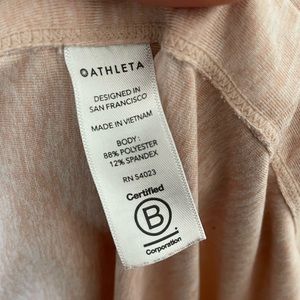 OATHLETA
DESIGNED IN
SAN FRANCISCO
MADE IN VIETNAM
BODY:
88% POLYESTER
12% SPANDEX
RN 54023
Certified
B
Corporation